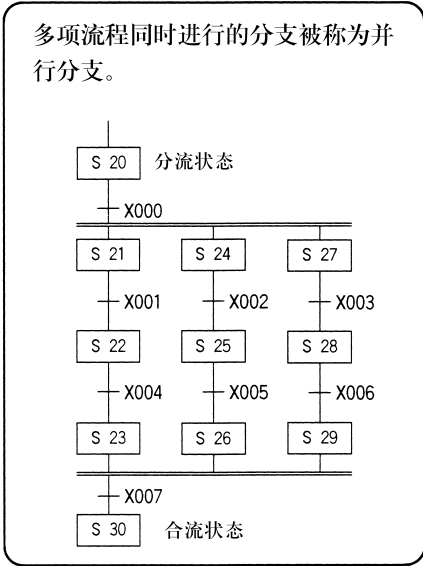 多项流程同时进行的分支被称为并
行分支。
S 20 分流状态
X000
S 21 S 24 S 27
X001 X002 X003
S 22 S 25 S 28
X004 X005 X006
S 23 S 26 S 29
X007
S 30 合流状态